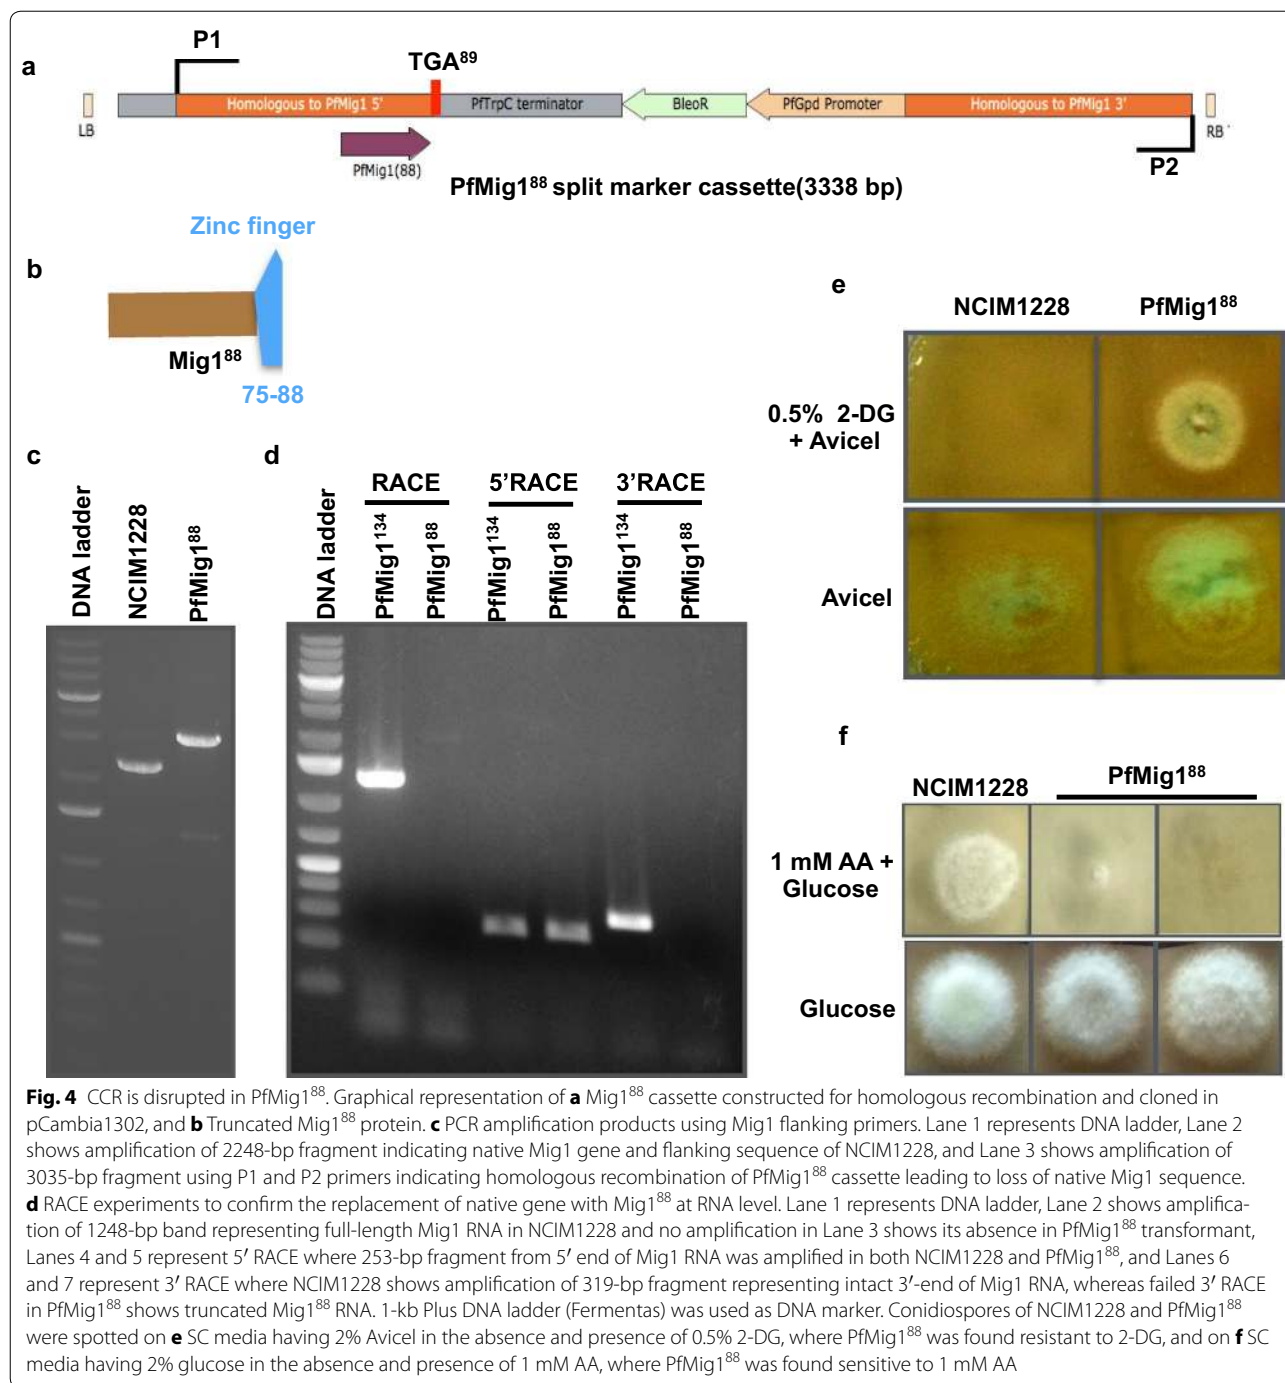 a
P1
TGA⁸⁹
LB
Homologous to PfMig1 5'
PfTrpC terminator
BleoR
PfGpd Promoter
Homologous to PfMig1 3'
RB
PfMig1(88)
P2
PfMig1⁸⁸ split marker cassette(3338 bp)
b
Zinc finger
Mig1⁸⁸
75-88
c
DNA ladder
NCIM1228
PfMig1⁸⁸
d
RACE
5'RACE
3'RACE
DNA ladder
PfMig1¹³⁴
PfMig1⁸⁸
PfMig1¹³⁴
PfMig1⁸⁸
PfMig1¹³⁴
PfMig1⁸⁸
e
NCIM1228
PfMig1⁸⁸
0.5% 2-DG
+ Avicel
Avicel
f
NCIM1228
PfMig1⁸⁸
1 mM AA +
Glucose
Glucose
Fig. 4 CCR is disrupted in PfMig1⁸⁸. Graphical representation of a Mig1⁸⁸ cassette constructed for homologous recombination and cloned in
pCambia1302, and b Truncated Mig1⁸⁸ protein. c PCR amplification products using Mig1 flanking primers. Lane 1 represents DNA ladder, Lane 2
shows amplification of 2248-bp fragment indicating native Mig1 gene and flanking sequence of NCIM1228, and Lane 3 shows amplification of
3035-bp fragment using P1 and P2 primers indicating homologous recombination of PfMig1⁸⁸ cassette leading to loss of native Mig1 sequence.
d RACE experiments to confirm the replacement of native gene with Mig1⁸⁸ at RNA level. Lane 1 represents DNA ladder, Lane 2 shows amplifica-
tion of 1248-bp band representing full-length Mig1 RNA in NCIM1228 and no amplification in Lane 3 shows its absence in PfMig1⁸⁸ transformant,
Lanes 4 and 5 represent 5′ RACE where 253-bp fragment from 5′ end of Mig1 RNA was amplified in both NCIM1228 and PfMig1⁸⁸, and Lanes 6
and 7 represent 3′ RACE where NCIM1228 shows amplification of 319-bp fragment representing intact 3′-end of Mig1 RNA, whereas failed 3′ RACE
in PfMig1⁸⁸ shows truncated Mig1⁸⁸ RNA. 1-kb Plus DNA ladder (Fermentas) was used as DNA marker. Conidiospores of NCIM1228 and PfMig1⁸⁸
were spotted on e SC media having 2% Avicel in the absence and presence of 0.5% 2-DG, where PfMig1⁸⁸ was found resistant to 2-DG, and on f SC
media having 2% glucose in the absence and presence of 1 mM AA, where PfMig1⁸⁸ was found sensitive to 1 mM AA